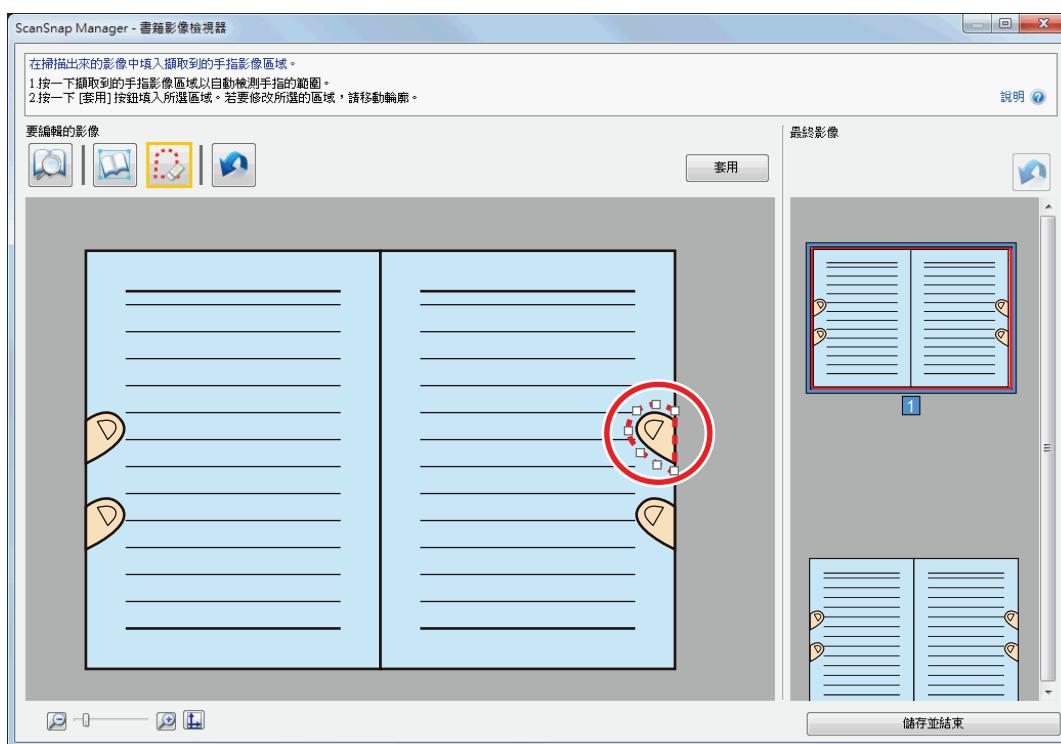 ScanSnap Manager - 書籍影像檢視器
在掃描出來的影像中填入擷取到的手指影像區域。
1.按一下擷取到的手指影像區域以自動檢測手指的範圍。
2.按一下 [套用] 按鈕填入所選區域。若要修改所選的區域，請移動輪廓。
說明
要編輯的影像
最終影像
套用
1
儲存並結束